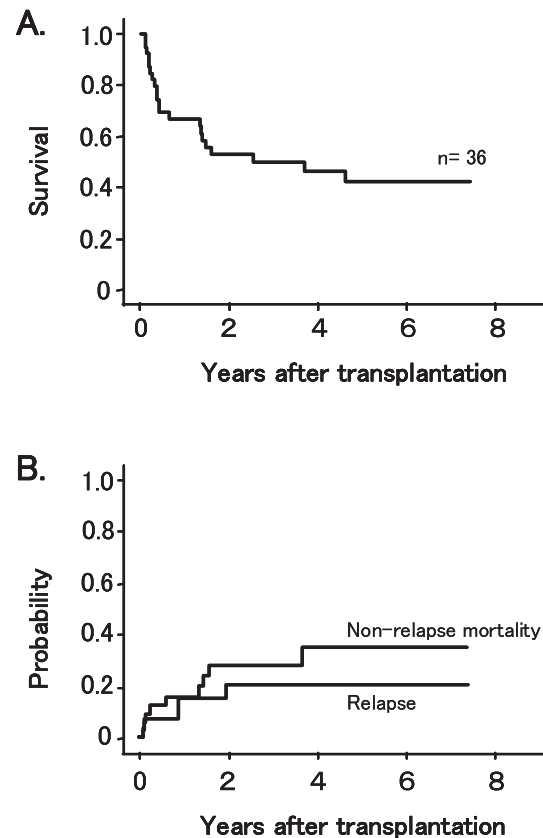 A.
1.0
0.8
0.6
0.4
0.2
0
Survival
n= 36
0 2 4 6 8
Years after transplantation
B.
1.0
0.8
0.6
0.4
0.2
0
Probability
Non-relapse mortality
Relapse
0 2 4 6 8
Years after transplantation